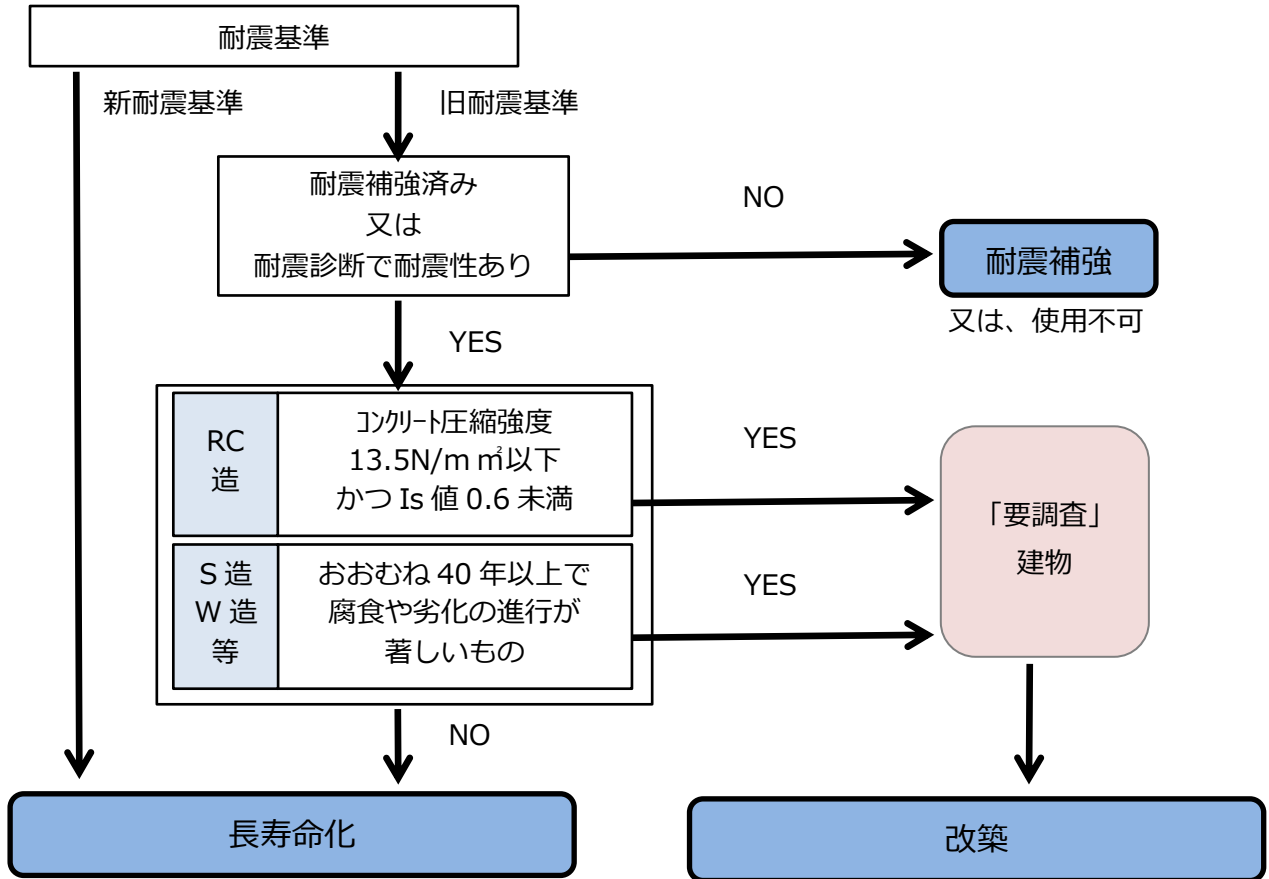 耐震基準
新耐震基準
旧耐震基準
耐震補強済み
又は
耐震診断で耐震性あり
NO
耐震補強
又は、使用不可
YES
RC
造
ｺﾝｸﾘｰﾄ圧縮強度
13.5N/m㎡以下
かつ Is 値 0.6 未満
YES
S 造
W 造
等
おおむね 40 年以上で
腐食や劣化の進行が
著しいもの
YES
「要調査」
建物
NO
長寿命化
改築